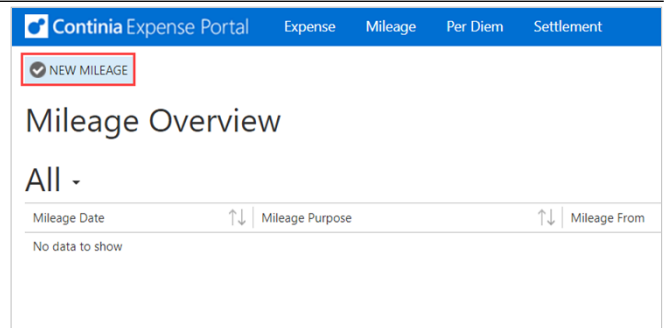 Continia Expense Portal Expense Mileage Per Diem Settlement
NEW MILEAGE
Mileage Overview
All
Mileage Date Mileage Purpose Mileage From
No data to show